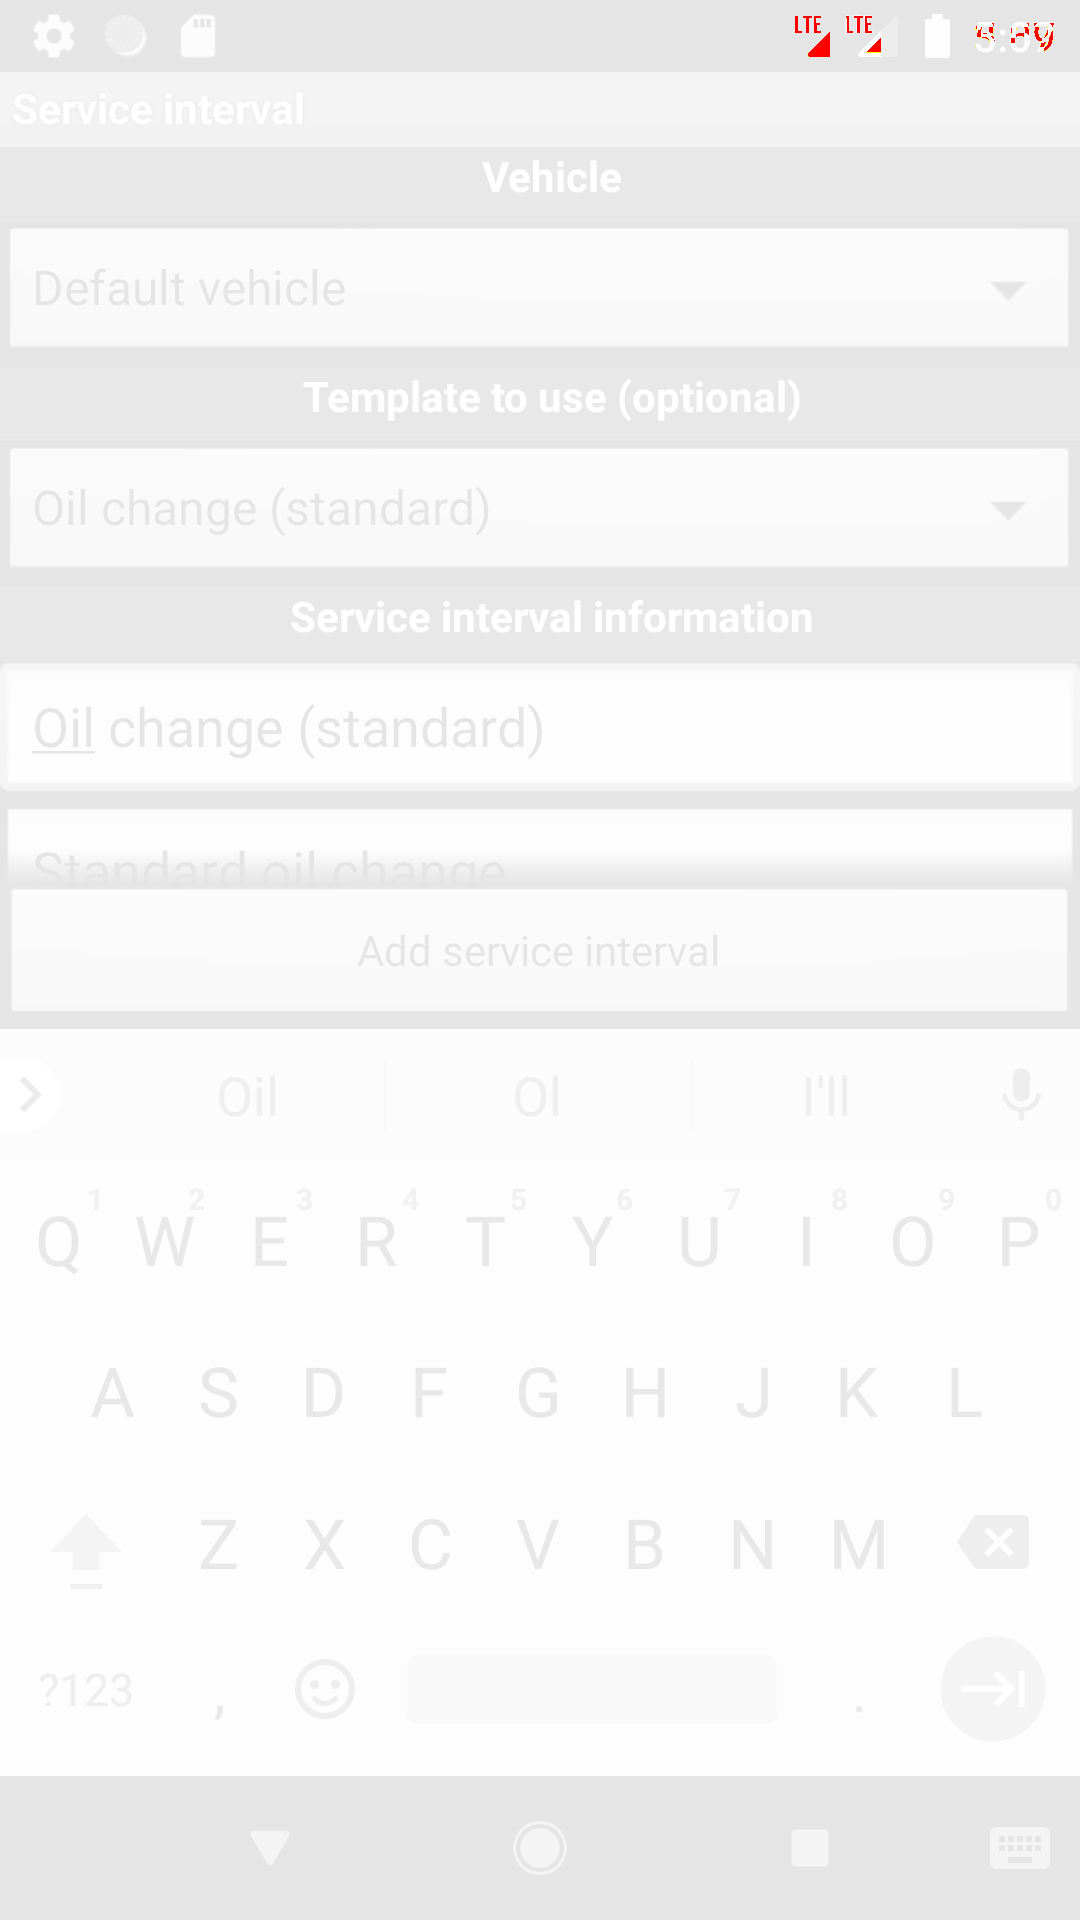 LTE LTE
Service interval
Vehicle
Default vehicle
Template to use (optional)
Oil change (standard)
Service interval information
Oil change (standard)
Standard oil change
Add service interval
Oil Ol I'll
1 2 3 4 5 6 7 8 9 0
Q W E R T Y U I O P
A S D F G H J K L
Z X C V B N M
?123 , .